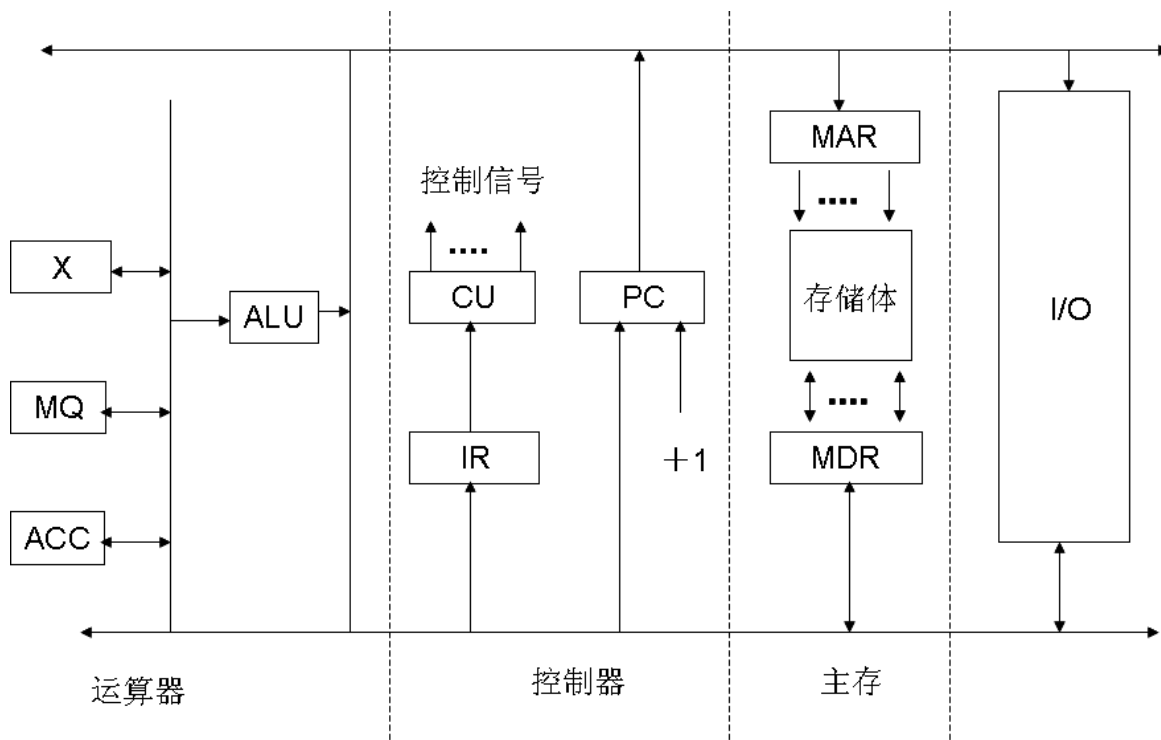 MAR
控制信号
....
X
CU
....
PC
ALU
存储体
I/O
MQ
....
IR
+1
MDR
ACC
运算器
控制器
主存